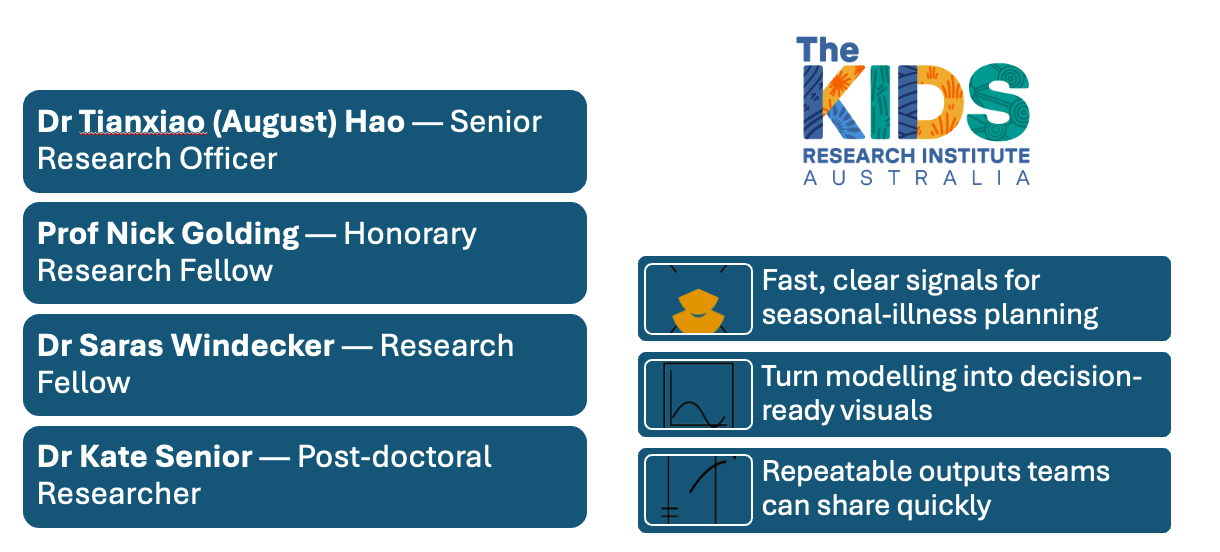 Dr Tianxiao (August) Hao — Senior
Research Officer
Prof Nick Golding — Honorary
Research Fellow
Dr Saras Windecker — Research
Fellow
Dr Kate Senior — Post-doctoral
Researcher
The
KIDS
RESEARCH INSTITUTE
AUSTRALIA
Fast, clear signals for
seasonal-illness planning
Turn modelling into decision-
ready visuals
Repeatable outputs teams
can share quickly